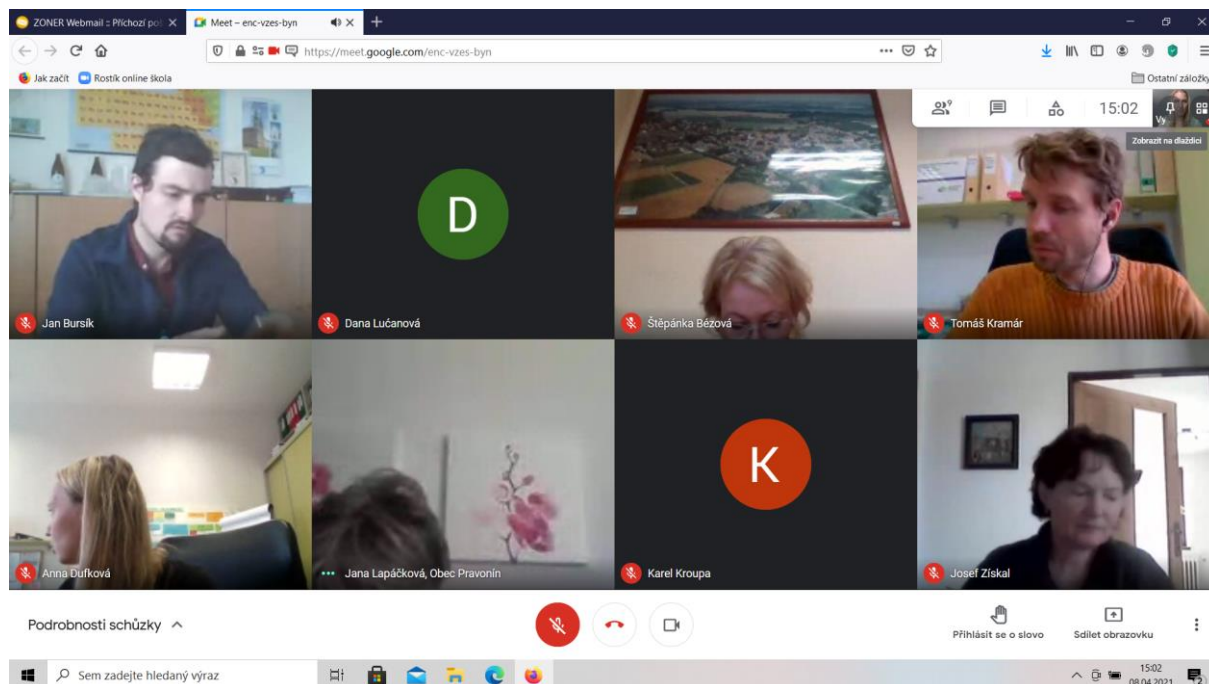 ZONER Webmail :: Příchozí po
Meet – enc-vzes-byn
https://meet.google.com/enc-vzes-byn
Jak začít
Rostík online škola
Ostatní záložky
9
15:02
Vy
Zobrazit na dlaždici
Jan Bursík
D
Dana Lućanová
Štěpánka Bézová
Tomáš Kramár
Anna Dufková
Jana Lapáčková, Obec Pravonín
K
Karel Kroupa
Josef Získal
Podrobnosti schůzky
Přihlásit se o slovo
Sdílet obrazovku
Sem zadejte hledaný výraz
15:02
08.04.2021
2